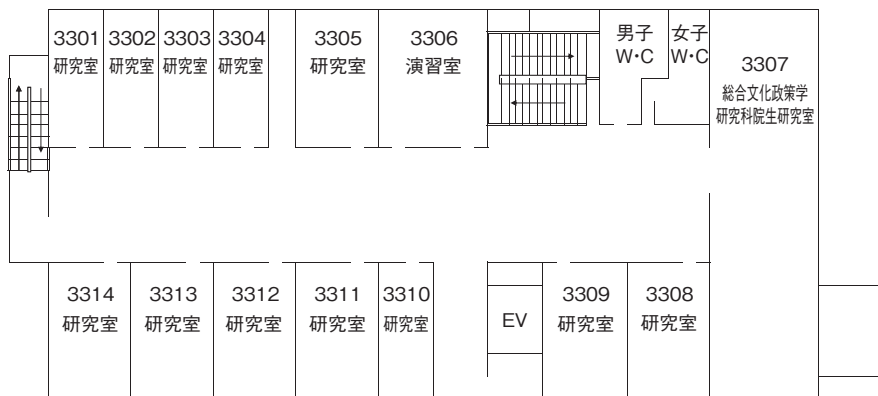 3301
研究室
3302
研究室
3303
研究室
3304
研究室
3305
研究室
3306
演習室
男子
W・C
女子
W・C
3307
総合文化政策学
研究科院生研究室
3314
研究室
3313
研究室
3312
研究室
3311
研究室
3310
研究室
EV
3309
研究室
3308
研究室